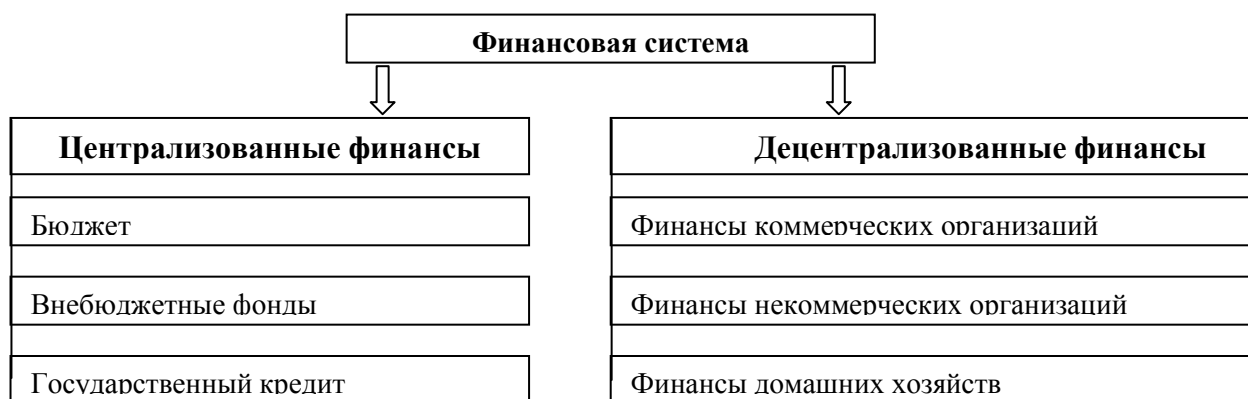 Финансовая система
Централизованные финансы
Бюджет
Внебюджетные фонды
Государственный кредит
Децентрализованные финансы
Финансы коммерческих организаций
Финансы некоммерческих организаций
Финансы домашних хозяйств